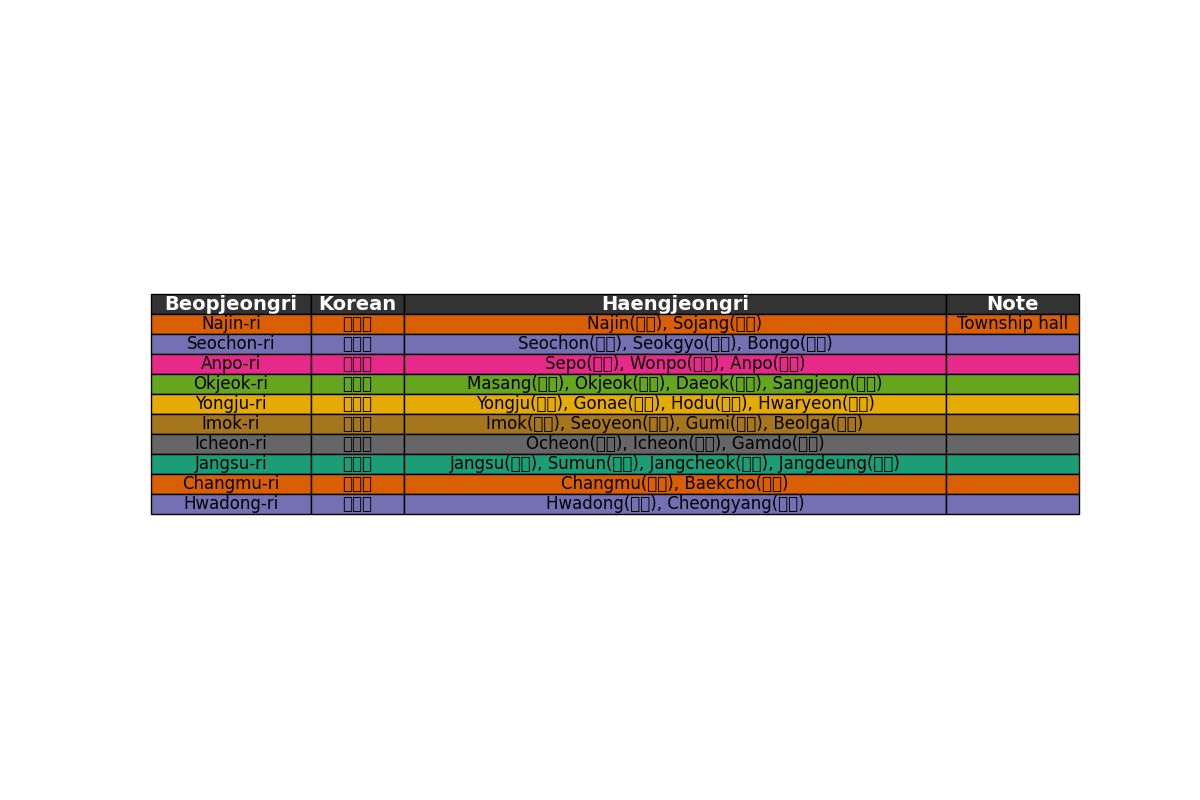 Beopjeongri Korean Haengjeongri Note
Najin-ri □□□ Najin(□□), Sojang(□□) Township hall
Seochon-ri □□□ Seochon(□□), Seokgyo(□□), Bongo(□□)
Anpo-ri □□□ Sepo(□□), Wonpo(□□), Anpo(□□)
Okjeok-ri □□□ Masang(□□), Okjeok(□□), Daeok(□□), Sangjeon(□□)
Yongju-ri □□□ Yongju(□□), Gonae(□□), Hodu(□□), Hwaryeon(□□)
Imok-ri □□□ Imok(□□), Seoyeon(□□), Gumi(□□), Beolga(□□)
Icheon-ri □□□ Ocheon(□□), Icheon(□□), Gamdo(□□)
Jangsu-ri □□□ Jangsu(□□), Sumun(□□), Jangcheok(□□), Jangdeung(□□)
Changmu-ri □□□ Changmu(□□), Baekcho(□□)
Hwadong-ri □□□ Hwadong(□□), Cheongyang(□□)